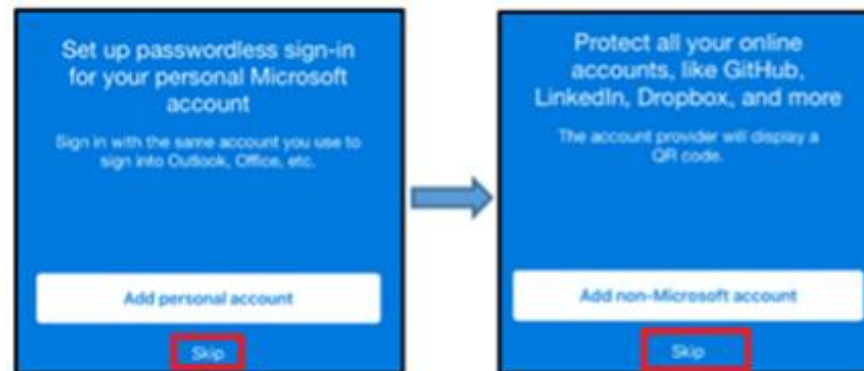 Set up passwordless sign-in
for your personal Microsoft
account
Sign in with the same account you use to
sign into Outlook, Office, etc.
Add personal account
Skip
Protect all your online
accounts, like GitHub,
LinkedIn, Dropbox, and more
The account provider will display a
QR code.
Add non-Microsoft account
Skip